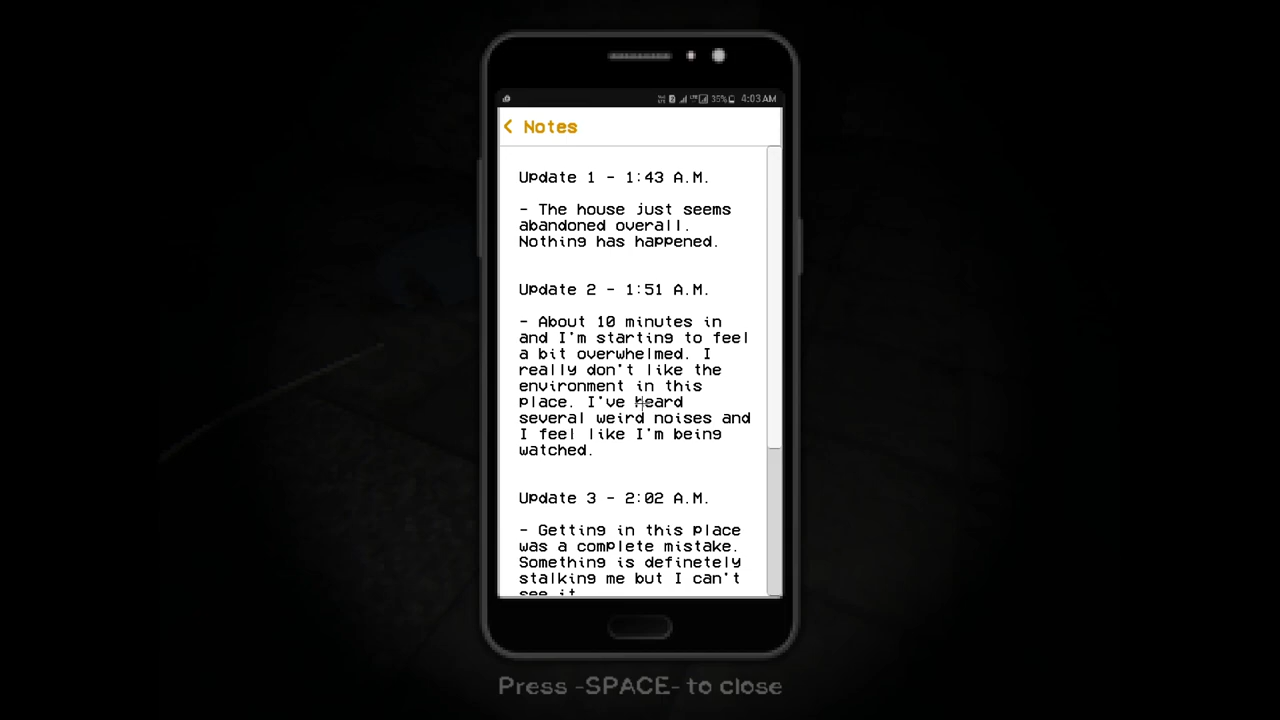 35% 4:03 AM
Notes
Update 1 - 1:43 A.M.
- The house just seems
abandoned overall.
Nothing has happened.
Update 2 - 1:51 A.M.
- About 10 minutes in
and I'm starting to feel
a bit overwhelmed. I
really don't like the
environment in this
place. I've heard
several weird noises and
I feel like I'm being
watched.
Update 3 - 2:02 A.M.
- Getting in this place
was a complete mistake.
Something is definetely
stalking me but I can't
see it
Press -SPACE- to close